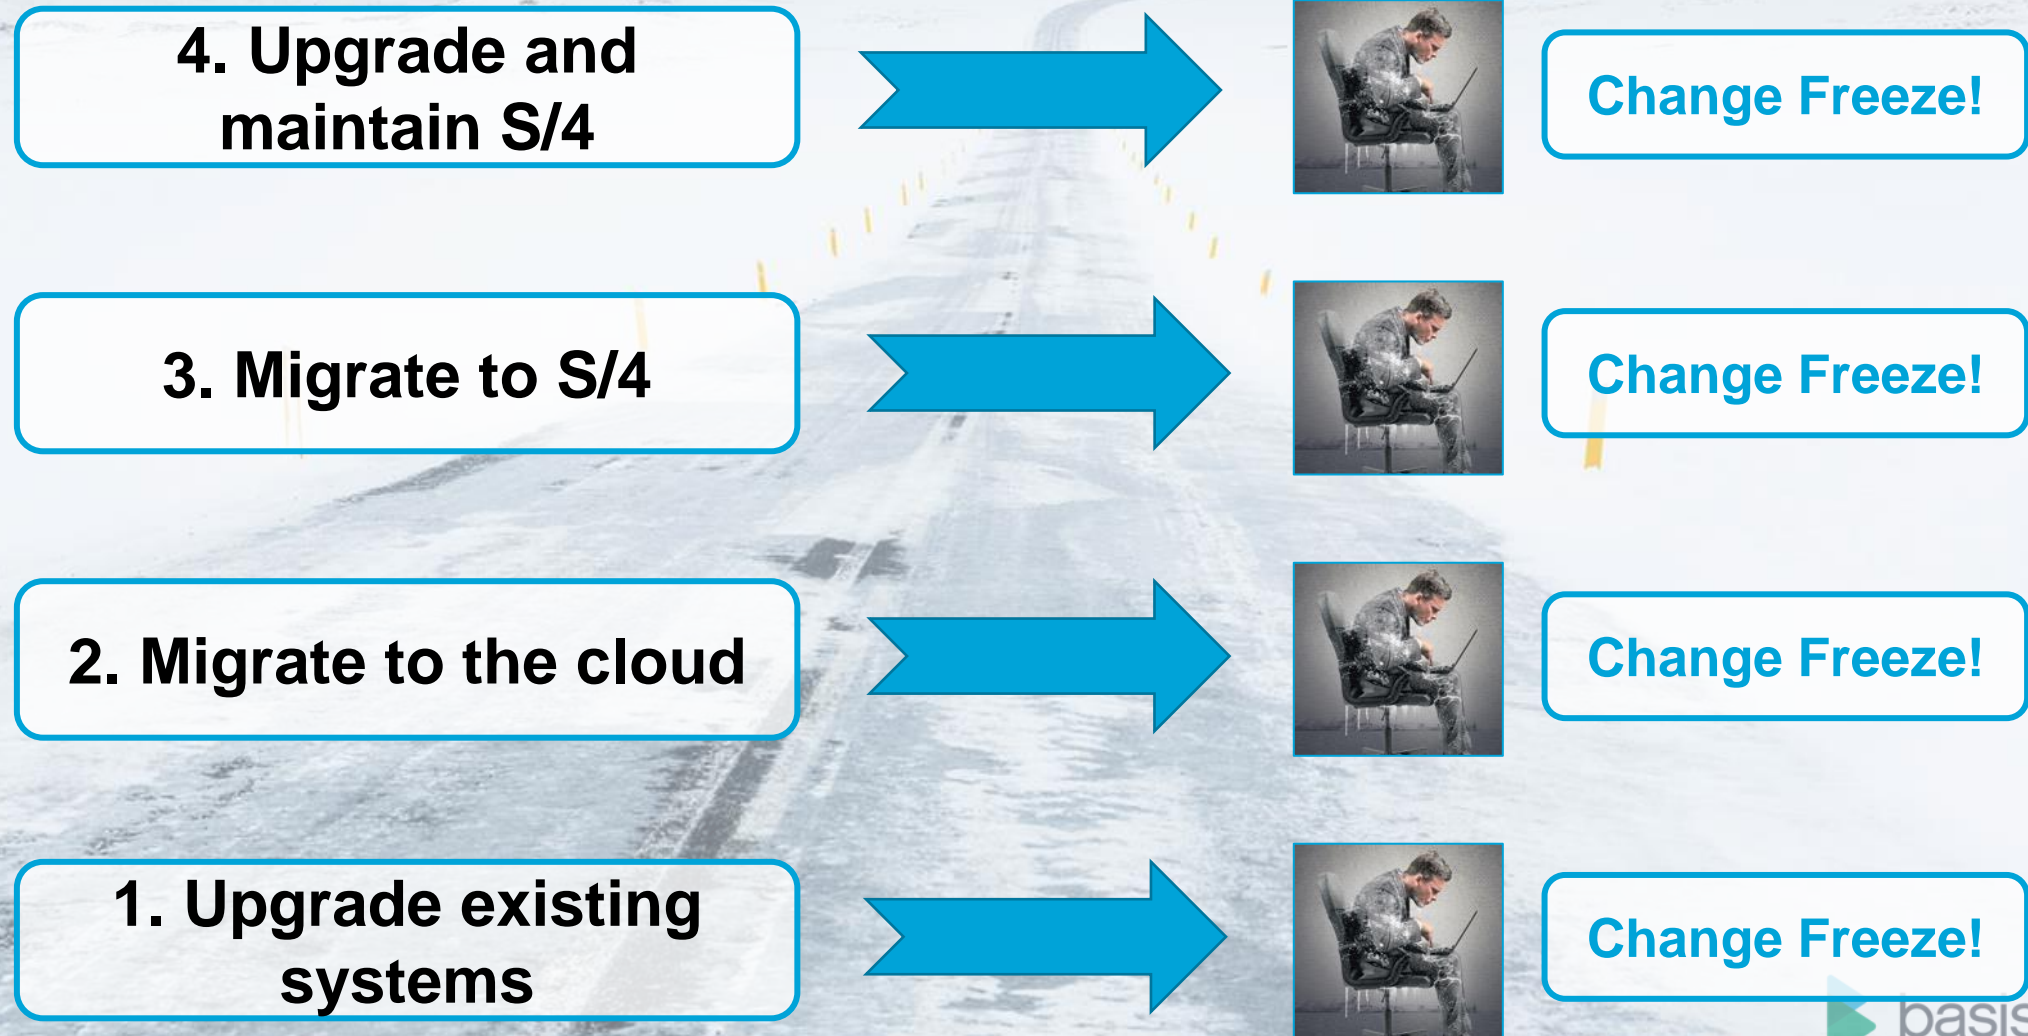 4. Upgrade and
maintain S/4
Change Freeze!
3. Migrate to S/4
Change Freeze!
2. Migrate to the cloud
Change Freeze!
1. Upgrade existing
systems
Change Freeze!
basis